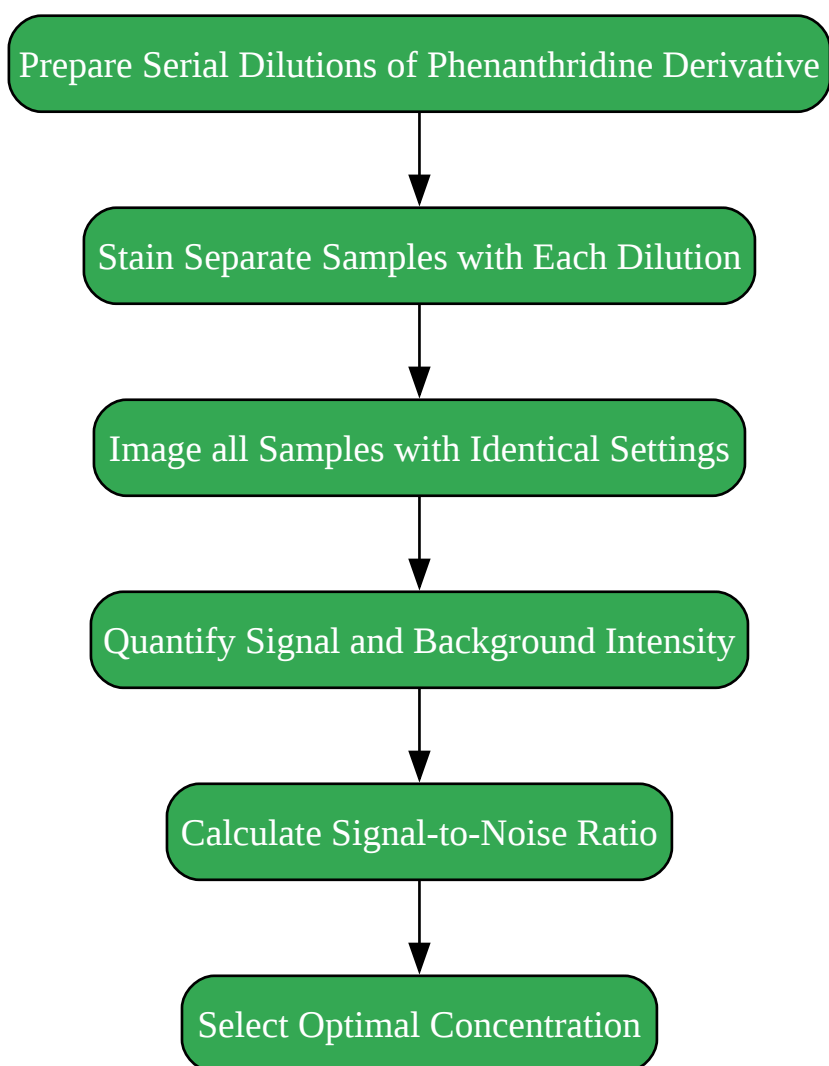 Prepare Serial Dilutions of Phenanthridine Derivative
Stain Separate Samples with Each Dilution
Image all Samples with Identical Settings
Quantify Signal and Background Intensity
Calculate Signal-to-Noise Ratio
Select Optimal Concentration